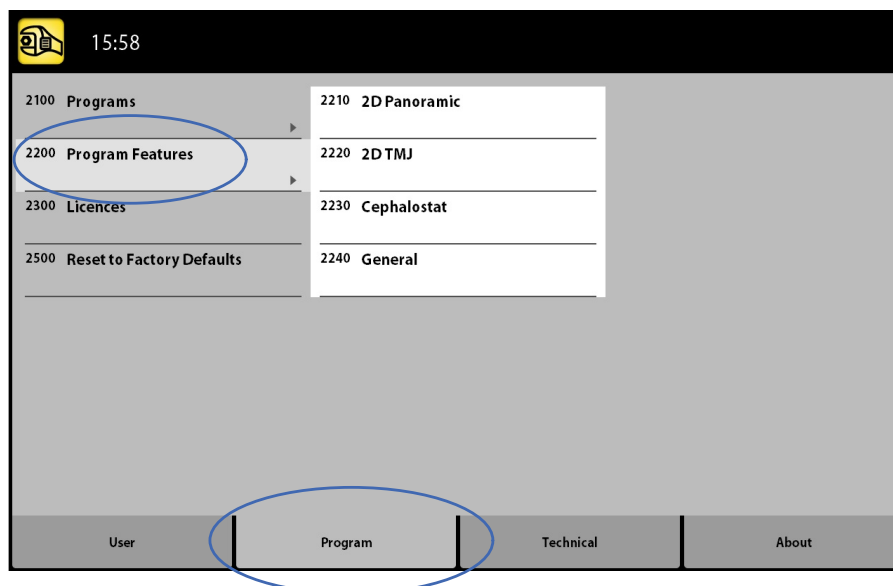 15:58
2100 Programs
2200 Program Features
2300 Licences
2500 Reset to Factory Defaults
2210 2D Panoramic
2220 2D TMJ
2230 Cephalostat
2240 General
User Program Technical About